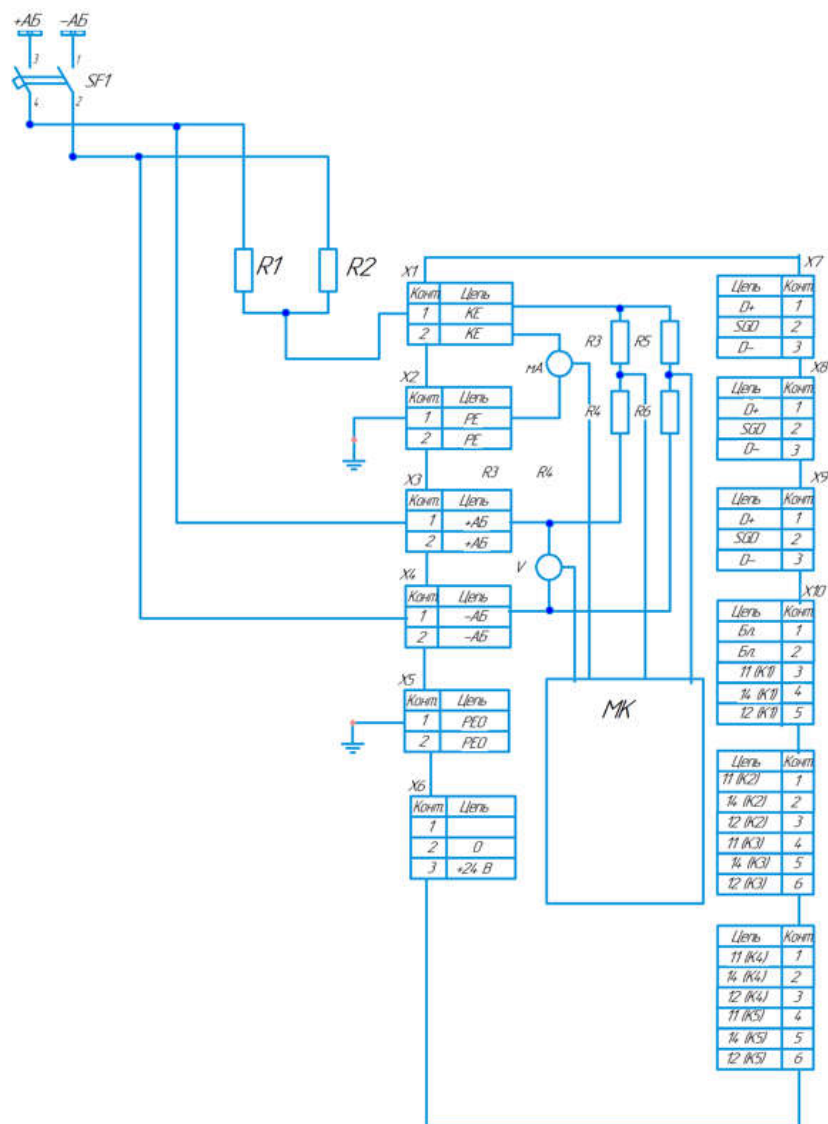 +АБ −АБ
3 1
SF1
4 2
R1 R2
X1
Конт. Цепь
1 КЕ
2 КЕ
мА
R3 R5
R4 R6
X2
Конт. Цепь
1 РЕ
2 РЕ
X3
R3 R4
Конт. Цепь
1 +АБ
2 +АБ
V
X4
Конт. Цепь
1 −АБ
2 −АБ
X5
Конт. Цепь
1 РЕО
2 РЕО
X6
Конт. Цепь
1
2 0
3 +24 В
МК
X7
Цепь Конт.
D+ 1
SGD 2
D− 3
X8
Цепь Конт.
D+ 1
SGD 2
D− 3
X9
Цепь Конт.
D+ 1
SGD 2
D− 3
X10
Цепь Конт.
Бл. 1
Бл. 2
11 (К1) 3
14 (К1) 4
12 (К1) 5
Цепь Конт.
11 (К2) 1
14 (К2) 2
12 (К2) 3
11 (К3) 4
14 (К3) 5
12 (К3) 6
Цепь Конт.
11 (К4) 1
14 (К4) 2
12 (К4) 3
11 (К5) 4
14 (К5) 5
12 (К5) 6